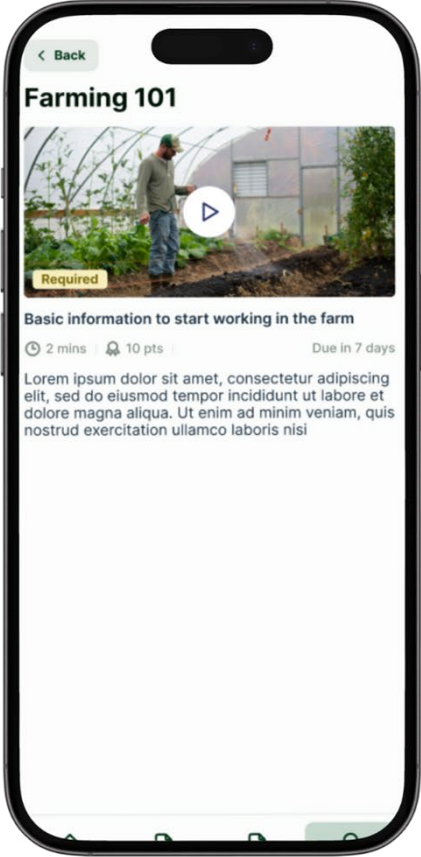 Back
Farming 101
Required
Basic information to start working in the farm
2 mins 10 pts Due in 7 days
Lorem ipsum dolor sit amet, consectetur adipiscing
elit, sed do eiusmod tempor incididunt ut labore et
dolore magna aliqua. Ut enim ad minim veniam, quis
nostrud exercitation ullamco laboris nisi